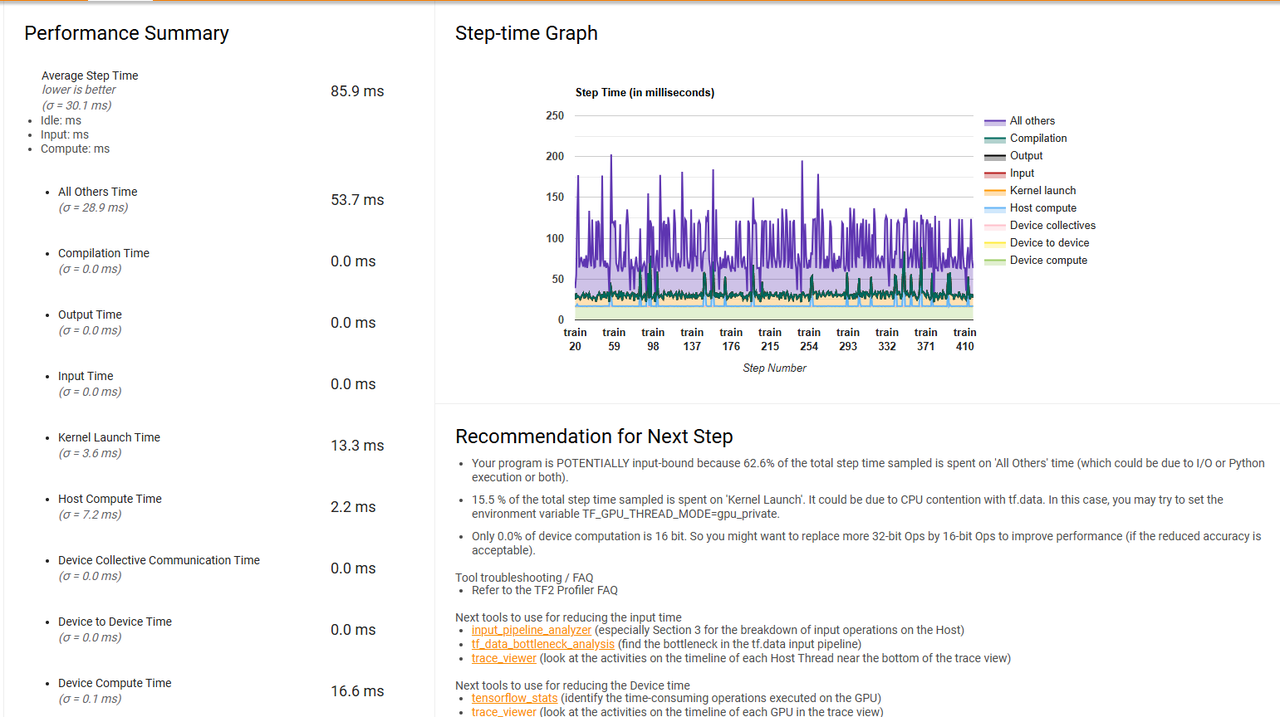 Performance Summary
Average Step Time
lower is better
(σ = 30.1 ms)
85.9 ms
• Idle: ms
• Input: ms
• Compute: ms
• All Others Time
(σ = 28.9 ms)
53.7 ms
• Compilation Time
(σ = 0.0 ms)
0.0 ms
• Output Time
(σ = 0.0 ms)
0.0 ms
• Input Time
(σ = 0.0 ms)
0.0 ms
• Kernel Launch Time
(σ = 3.6 ms)
13.3 ms
• Host Compute Time
(σ = 7.2 ms)
2.2 ms
• Device Collective Communication Time
(σ = 0.0 ms)
0.0 ms
• Device to Device Time
(σ = 0.0 ms)
0.0 ms
• Device Compute Time
(σ = 0.1 ms)
16.6 ms
Step-time Graph
Step Time (in milliseconds)
250
200
150
100
50
0
train 20
train 59
train 98
train 137
train 176
train 215
train 254
train 293
train 332
train 371
train 410
Step Number
All others
Compilation
Output
Input
Kernel launch
Host compute
Device collectives
Device to device
Device compute
Recommendation for Next Step
• Your program is POTENTIALLY input-bound because 62.6% of the total step time sampled is spent on 'All Others' time (which could be due to I/O or Python
execution or both).
• 15.5 % of the total step time sampled is spent on 'Kernel Launch'. It could be due to CPU contention with tf.data. In this case, you may try to set the
environment variable TF_GPU_THREAD_MODE=gpu_private.
• Only 0.0% of device computation is 16 bit. So you might want to replace more 32-bit Ops by 16-bit Ops to improve performance (if the reduced accuracy is
acceptable).
Tool troubleshooting / FAQ
• Refer to the TF2 Profiler FAQ
Next tools to use for reducing the input time
• input_pipeline_analyzer (especially Section 3 for the breakdown of input operations on the Host)
• tf_data_bottleneck_analysis (find the bottleneck in the tf.data input pipeline)
• trace_viewer (look at the activities on the timeline of each Host Thread near the bottom of the trace view)
Next tools to use for reducing the Device time
• tensorflow_stats (identify the time-consuming operations executed on the GPU)
• trace_viewer (look at the activities on the timeline of each GPU in the trace view)